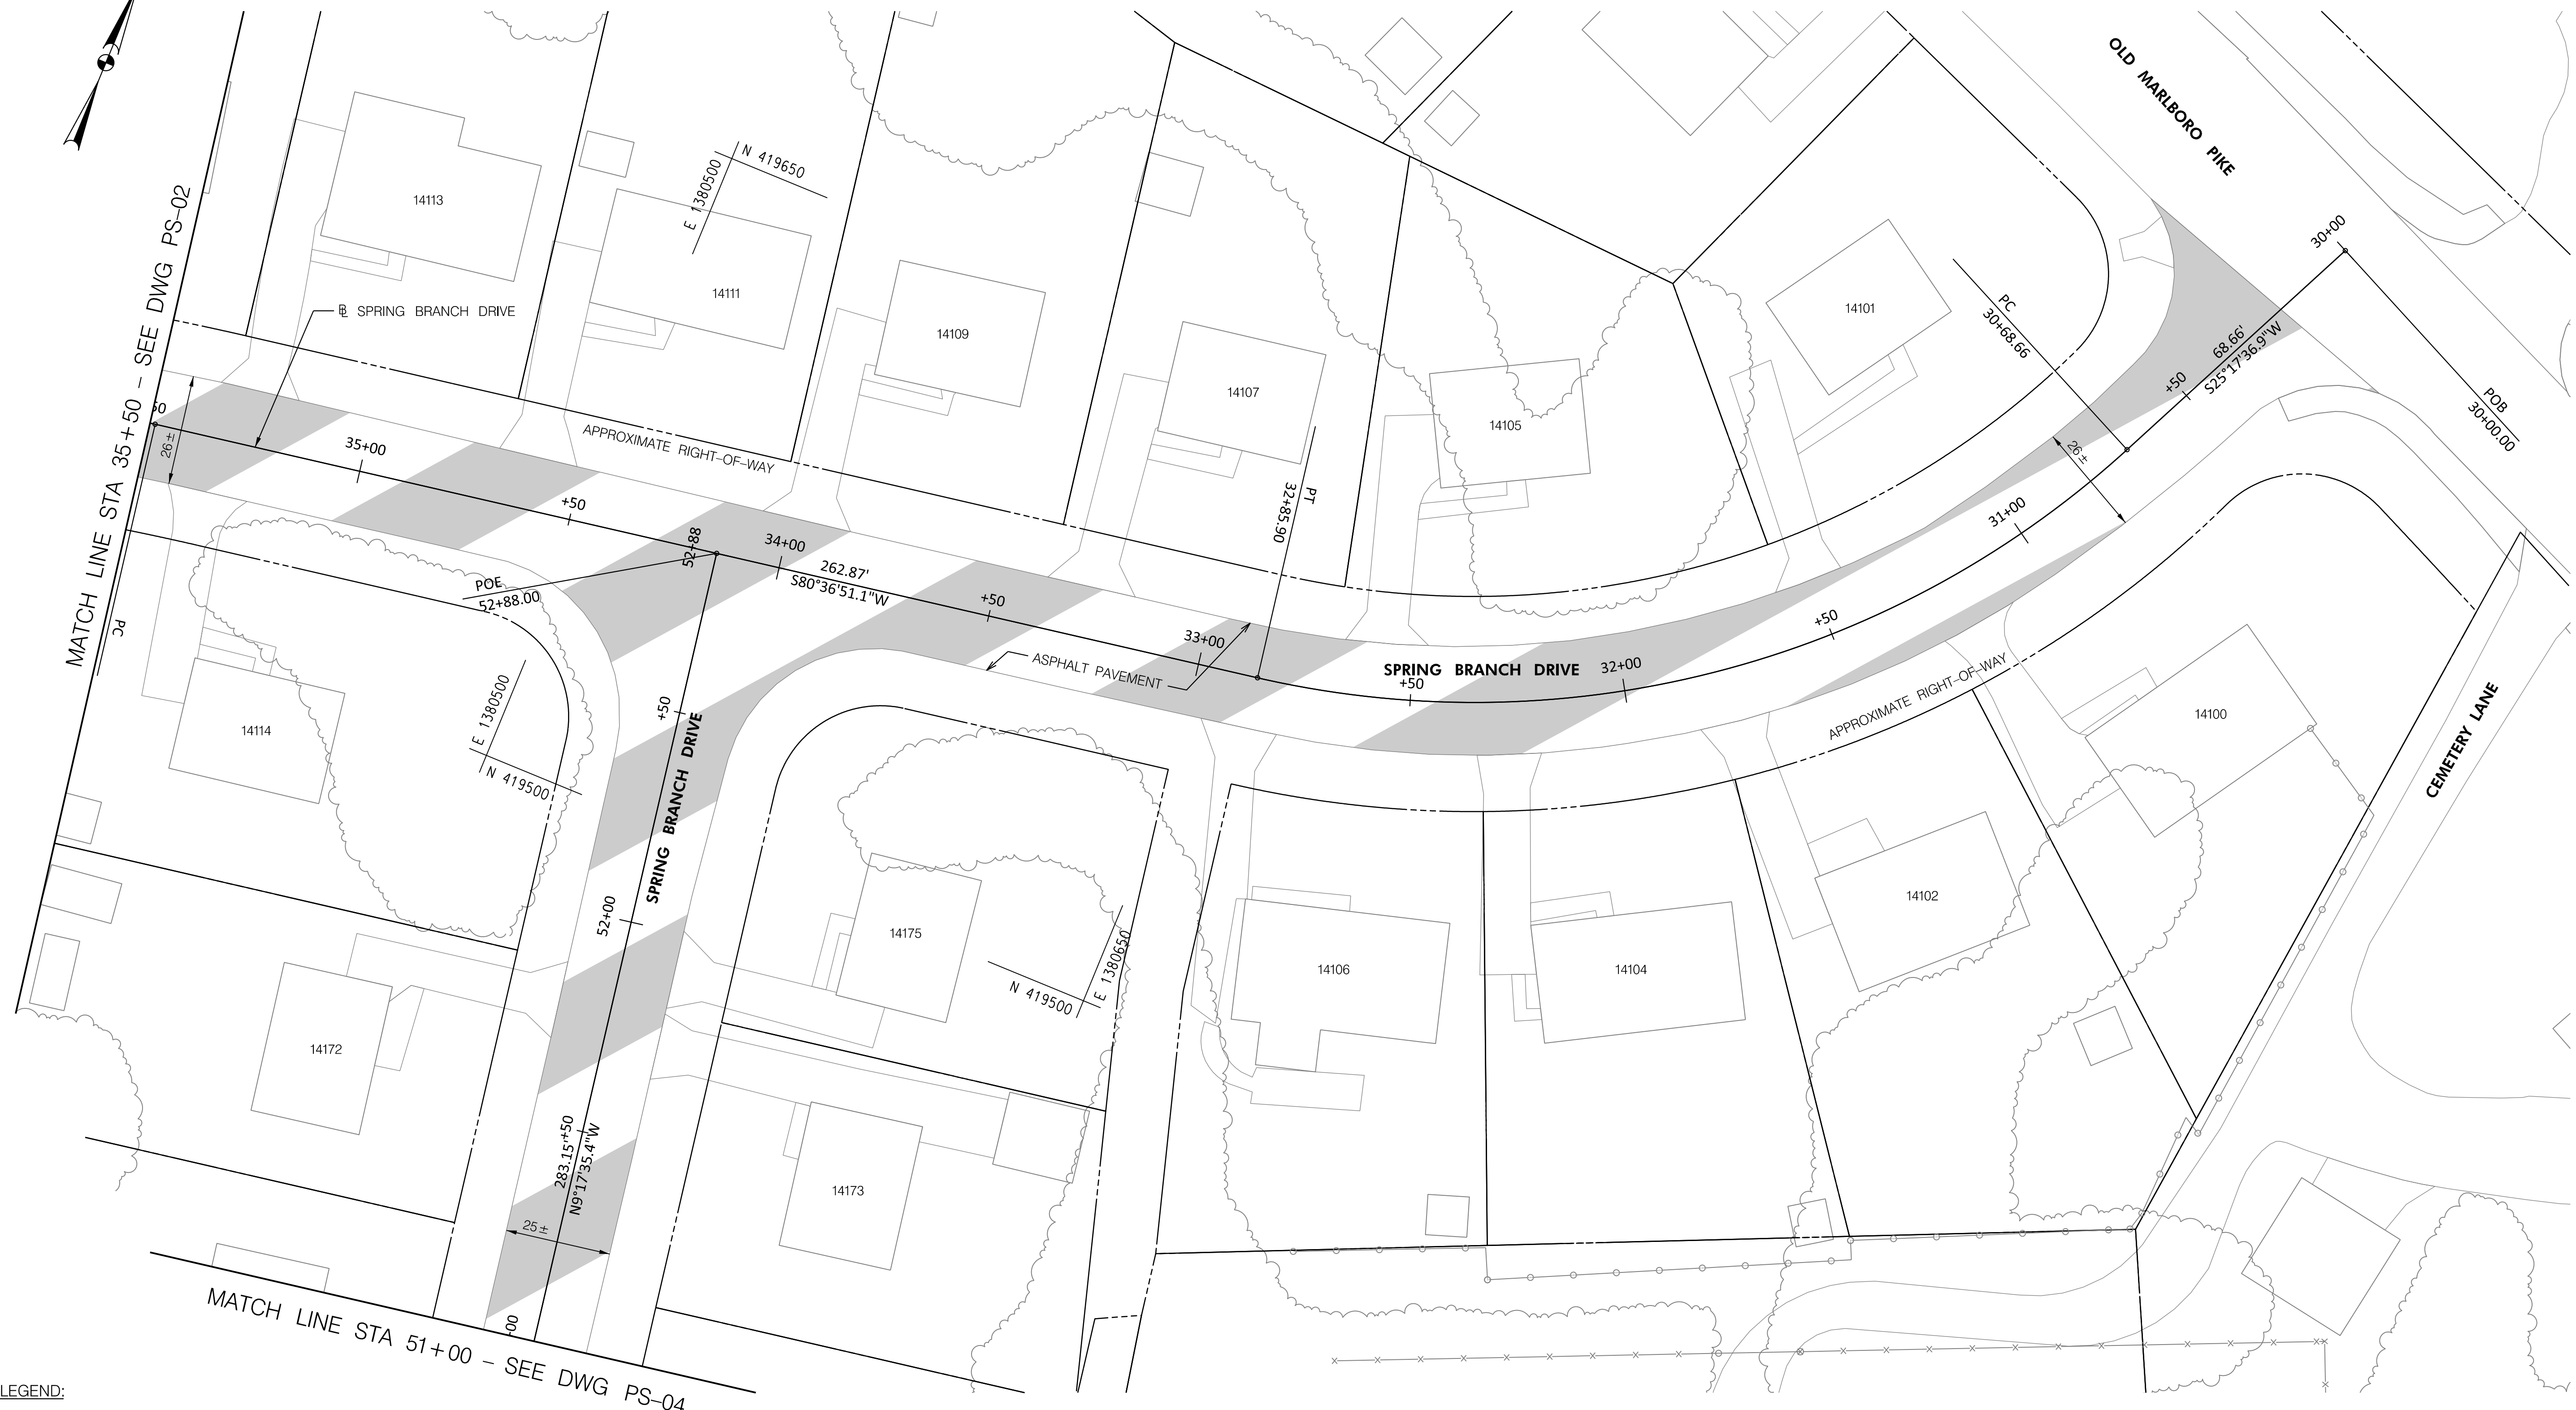 OLD MARLBORO PIKE
N 419650
E 1380500
14113
14111
14109
14107
14105
14101
30+00
PC
30+68.66
68.66'
S25°17'36.9"W
+50
POB
30+00.00
MATCH LINE STA 35+50 – SEE DWG PS–02
℄ SPRING BRANCH DRIVE
26±
35+00
APPROXIMATE RIGHT–OF–WAY
+50
52+88
34+00
262.87'
S80°36'51.1"W
POE
52+88.00
+50
PT
32+85.90
33+00
ASPHALT PAVEMENT
SPRING BRANCH DRIVE
+50
32+00
+50
31+00
26±
APPROXIMATE RIGHT–OF–WAY
PC
E 1380500
N 419500
14114
+50
SPRING BRANCH DRIVE
52+00
14175
N 419500
E 1380650
14106
14104
14102
14100
CEMETERY LANE
14172
14173
+50
283.15'
N9°17'35.4"W
25±
MATCH LINE STA 51+00 – SEE DWG PS–04
LEGEND: